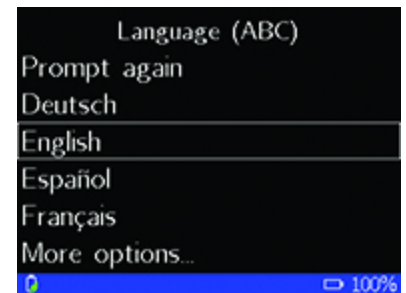 Language (ABC)
Prompt again
Deutsch
English
Español
Français
More options...
100%